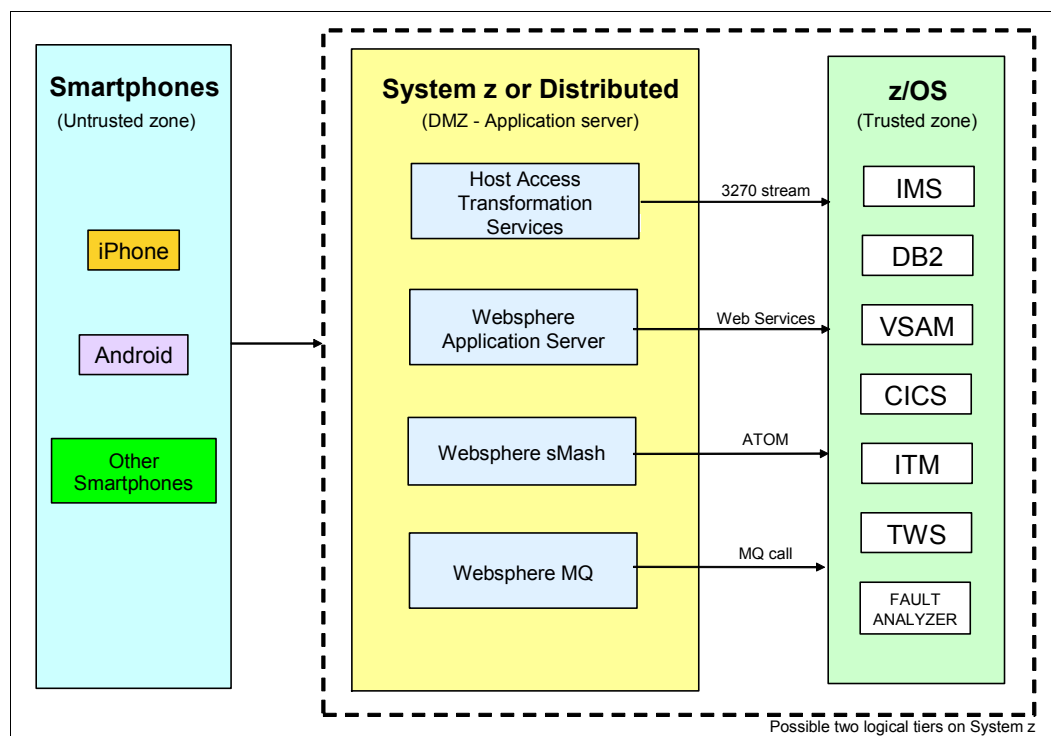 Smartphones
(Untrusted zone)
iPhone
Android
Other
Smartphones
System z or Distributed
(DMZ - Application server)
Host Access
Transformation
Services
Websphere
Application Server
Websphere sMash
Websphere MQ
3270 stream
Web Services
ATOM
MQ call
z/OS
(Trusted zone)
IMS
DB2
VSAM
CICS
ITM
TWS
FAULT
ANALYZER
Possible two logical tiers on System z